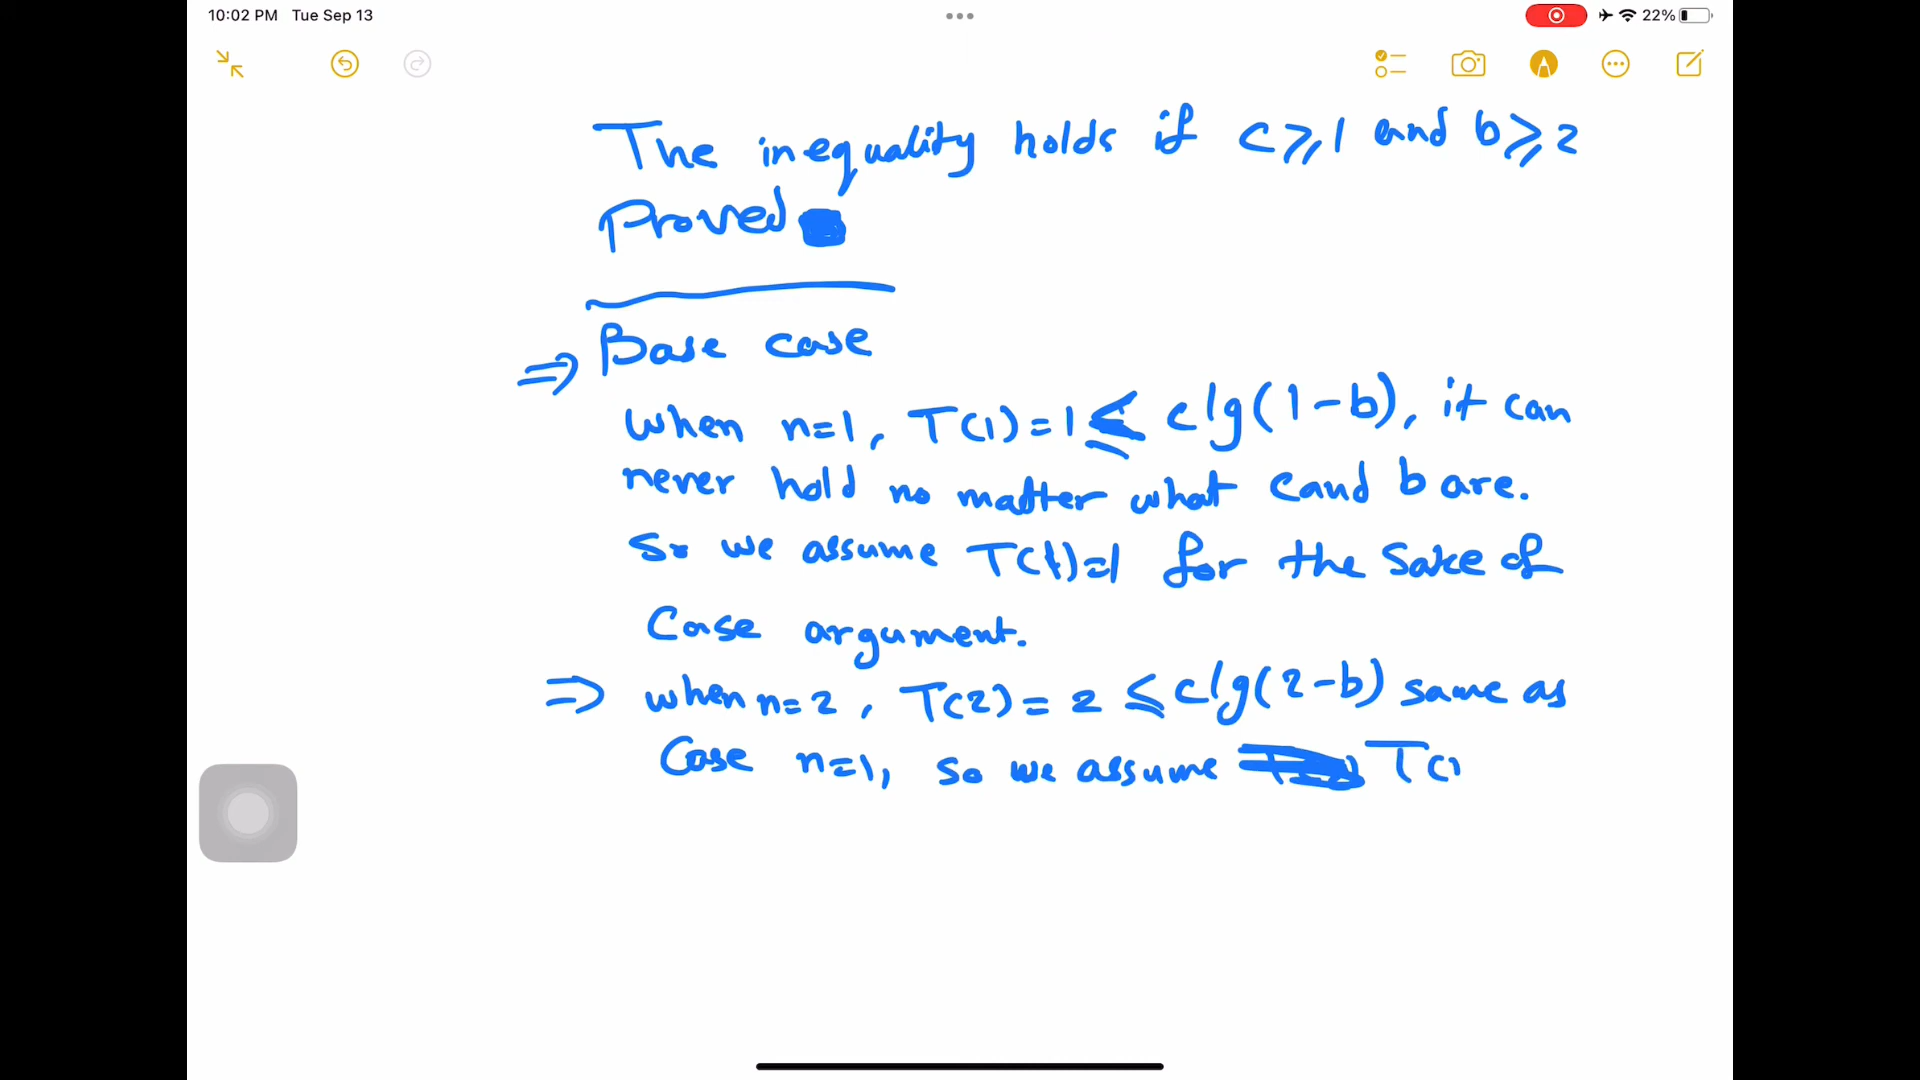 10:02 PM Tue Sep 13
22%
The inequality holds if c ⩾ 1 and b ⩾ 2
Proved
⇒ Base case
When n=1, T(1)=1 ≤ clg(1-b), it can
never hold no matter what c and b are.
So we assume T(1)=1 for the sake of
Case argument.
⇒ when n=2, T(2)= 2 ≤ clg(2-b) same as
Case n=1, so we assume T(1